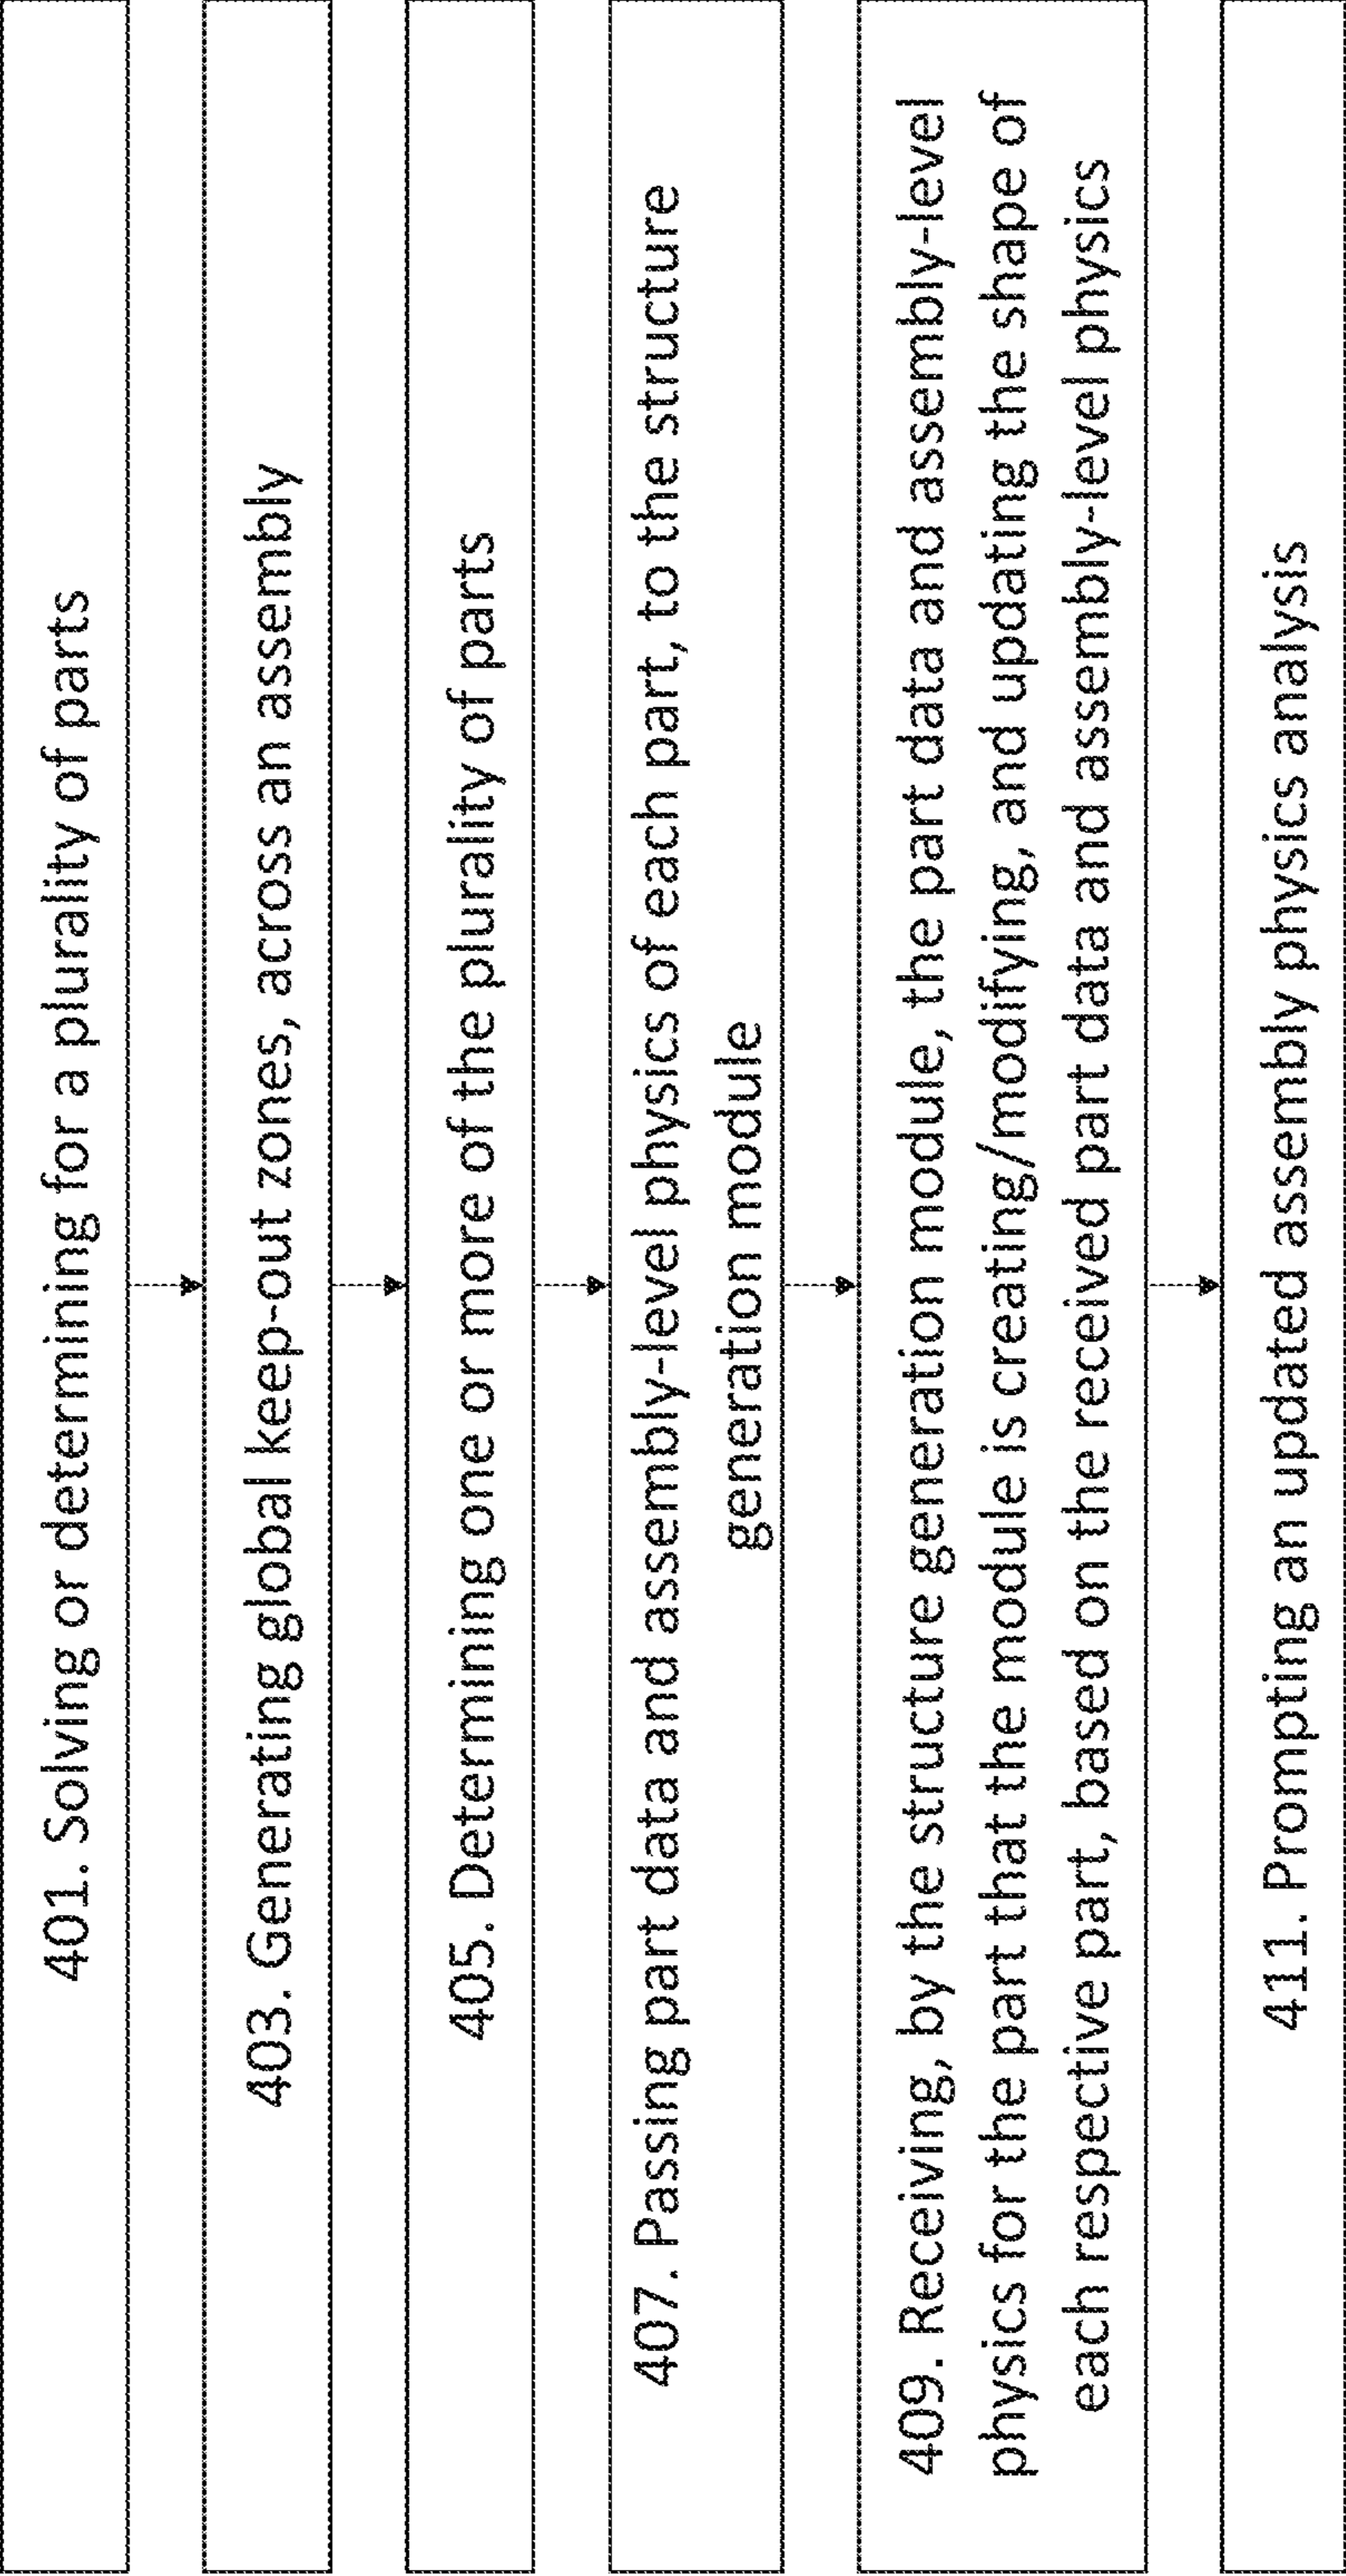 401. Solving or determining for a plurality of parts
403. Generating global keep-out zones, across an assembly
405. Determining one or more of the plurality of parts
407. Passing part data and assembly-level physics of each part, to the structure
generation module
409. Receiving, by the structure generation module, the part data and assembly-level
physics for the part that the module is creating/modifying, and updating the shape of
each respective part, based on the received part data and assembly-level physics
411. Prompting an updated assembly physics analysis